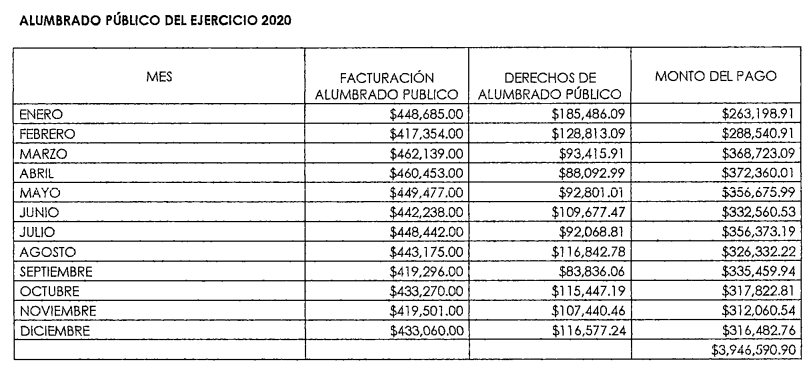 ALUMBRADO PÚBLICO DEL EJERCICIO 2020
MES FACTURACIÓN ALUMBRADO PUBLICO DERECHOS DE ALUMBRADO PÚBLICO MONTO DEL PAGO
ENERO $448,685.00 $185,486.09 $263,198.91
FEBRERO $417,354.00 $128,813.09 $288,540.91
MARZO $462,139.00 $93,415.91 $368,723.09
ABRIL $460,453.00 $88,092.99 $372,360.01
MAYO $449,477.00 $92,801.01 $356,675.99
JUNIO $442,238.00 $109,677.47 $332,560.53
JULIO $448,442.00 $92,068.81 $356,373.19
AGOSTO $443,175.00 $116,842.78 $326,332.22
SEPTIEMBRE $419,296.00 $83,836.06 $335,459.94
OCTUBRE $433,270.00 $115,447.19 $317,822.81
NOVIEMBRE $419,501.00 $107,440.46 $312,060.54
DICIEMBRE $433,060.00 $116,577.24 $316,482.76
$3,946,590.90